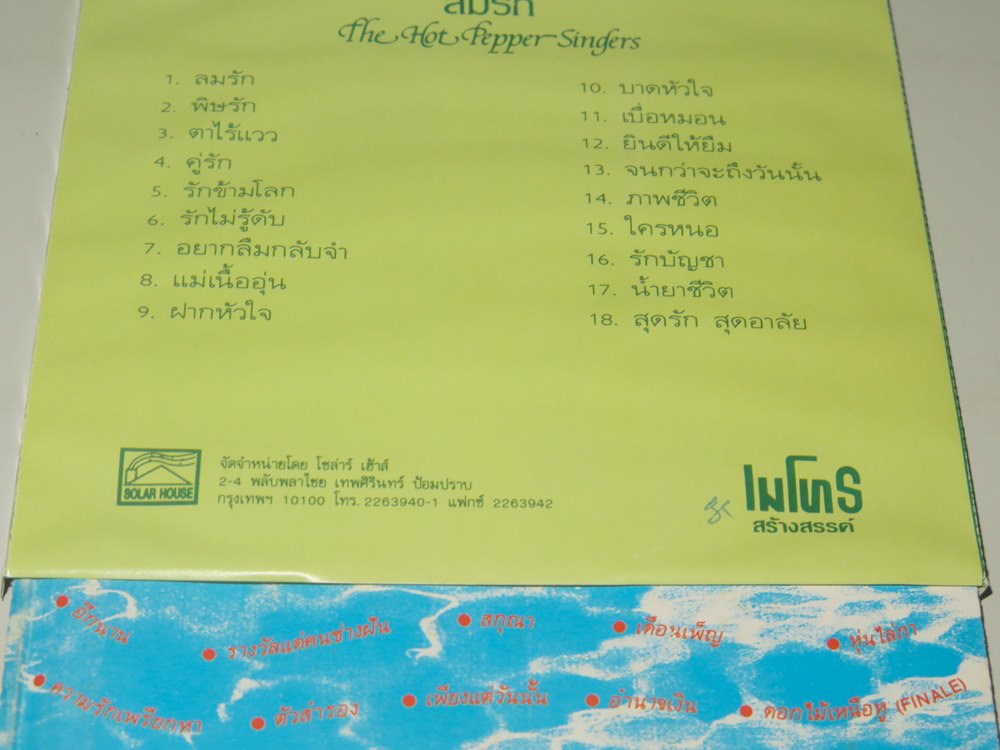 ลมรัก
The Hot Pepper Singers
1. ลมรัก
2. พิษรัก
3. ตาไร้แวว
4. คู่รัก
5. รักข้ามโลก
6. รักไม่รู้ดับ
7. อยากลืมกลับจำ
8. แม่เนื้ออุ่น
9. ฝากหัวใจ
10. บาดหัวใจ
11. เบื่อหมอน
12. ยินดีให้ยืม
13. จนกว่าจะถึงวันนั้น
14. ภาพชีวิต
15. ใครหนอ
16. รักบัญชา
17. น้ำยาชีวิต
18. สุดรัก สุดอาลัย
SOLAR HOUSE
จัดจำหน่ายโดย โซล่าร์ เฮ้าส์
2-4 พลับพลาไชย เทพศิรินทร์ ป้อมปราบ
กรุงเทพฯ 10100 โทร. 2263940-1 แฟกซ์ 2263942
เมโทร
สร้างสรรค์
อีกนาน
รางวัลแด่คนช่างฝัน
สกุณา
เดือนเพ็ญ
หุ่นไล่กา
ความรักเพรียกหา
ตัวสำรอง
เพียงแต่วันนั้น
อำนาจเงิน
ดอกไม้เหนือหู (FINALE)